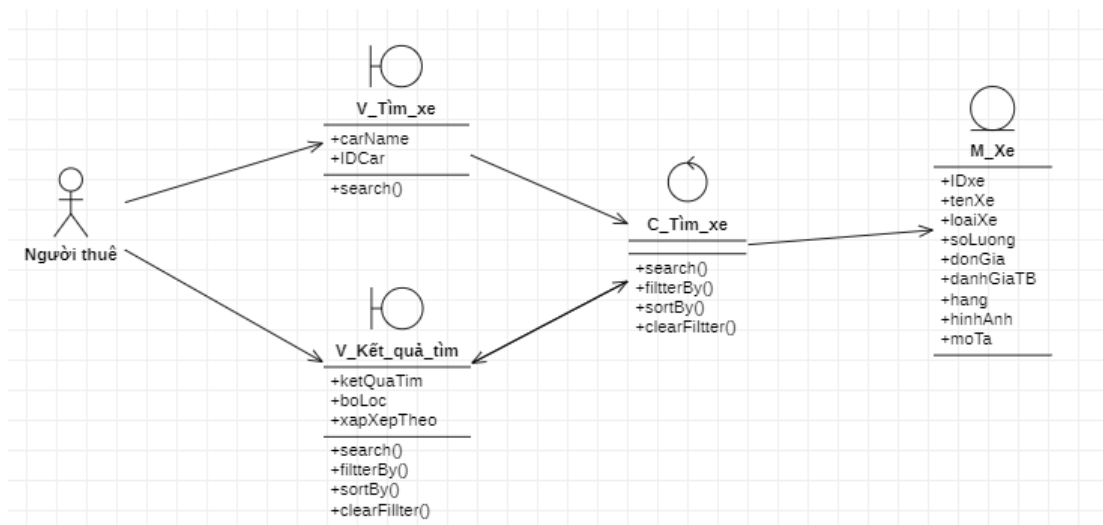 V_Tìm_xe
+carName
+IDCar
+search()
Người thuê
V_Kết_quả_tìm
+ketQuaTim
+boLoc
+xapXepTheo
+search()
+filtterBy()
+sortBy()
+clearFillter()
C_Tìm_xe
+search()
+filtterBy()
+sortBy()
+clearFiltter()
M_Xe
+IDxe
+tenXe
+loaiXe
+soLuong
+donGia
+danhGiaTB
+hang
+hinhAnh
+moTa